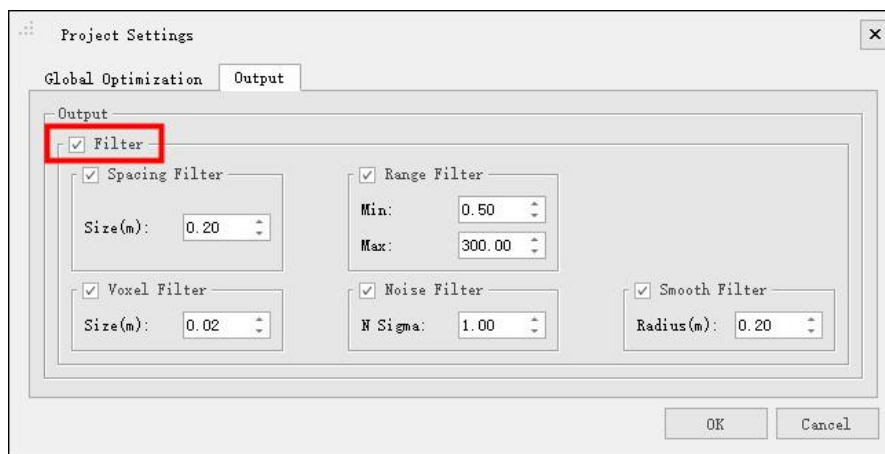 Project Settings
Global Optimization Output
Output
Filter
Spacing Filter
Size(m): 0.20
Range Filter
Min: 0.50
Max: 300.00
Voxel Filter
Size(m): 0.02
Noise Filter
N Sigma: 1.00
Smooth Filter
Radius(m): 0.20
OK Cancel